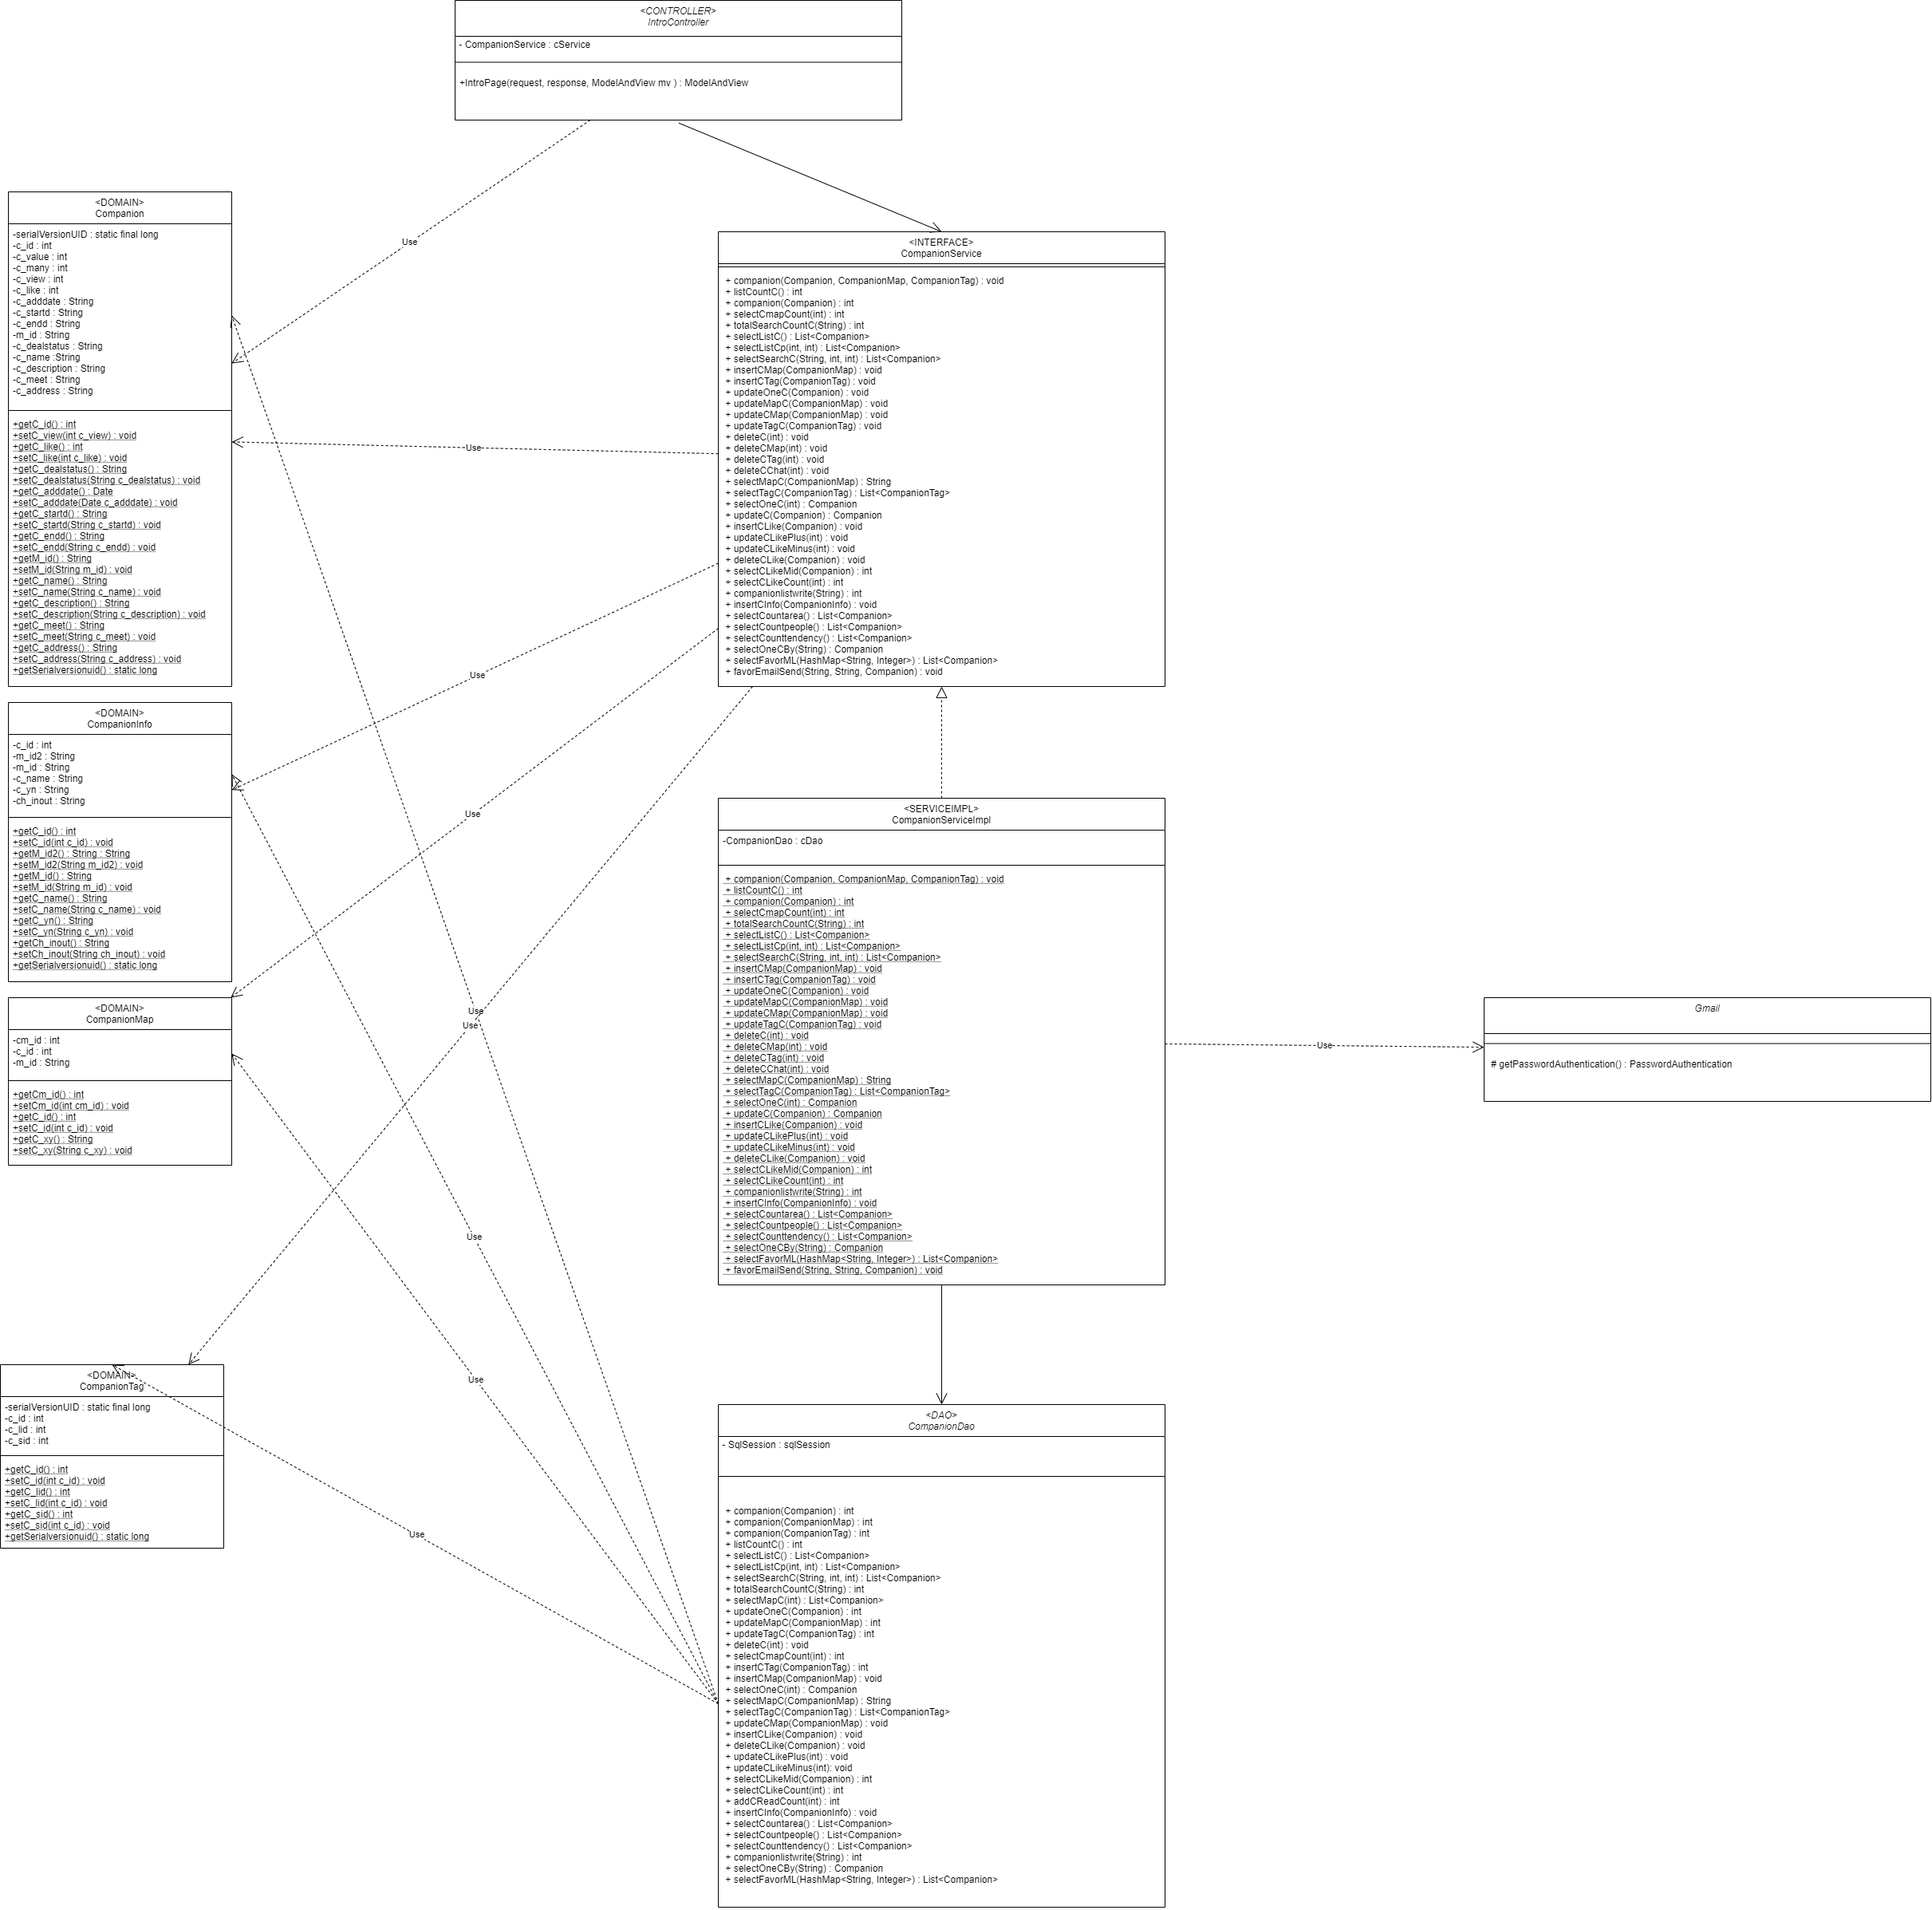 <CONTROLLER>
IntroController
- CompanionService : cService
+IntroPage(request, response, ModelAndView mv ) : ModelAndView
Use
<DOMAIN>
Companion
-serialVersionUID : static final long
-c_id : int
-c_value : int
-c_many : int
-c_view : int
-c_like : int
-c_adddate : String
-c_startd : String
-c_endd : String
-m_id : String
-c_dealstatus : String
-c_name :String
-c_description : String
-c_meet : String
-c_address : String
+getC_id() : int
+setC_view(int c_view) : void
+getC_like() : int
+setC_like(int c_like) : void
+getC_dealstatus() : String
+setC_dealstatus(String c_dealstatus) : void
+getC_adddate() : Date
+setC_adddate(Date c_adddate) : void
+getC_startd() : String
+setC_startd(String c_startd) : void
+getC_endd() : String
+setC_endd(String c_endd) : void
+getM_id() : String
+setM_id(String m_id) : void
+getC_name() : String
+setC_name(String c_name) : void
+getC_description() : String
+setC_description(String c_description) : void
+getC_meet() : String
+setC_meet(String c_meet) : void
+getC_address() : String
+setC_address(String c_address) : void
+getSerialversionuid() : static long
<INTERFACE>
CompanionService
+ companion(Companion, CompanionMap, CompanionTag) : void
+ listCountC() : int
+ companion(Companion) : int
+ selectCmapCount(int) : int
+ totalSearchCountC(String) : int
+ selectListC() : List<Companion>
+ selectListCp(int, int) : List<Companion>
+ selectSearchC(String, int, int) : List<Companion>
+ insertCMap(CompanionMap) : void
+ insertCTag(CompanionTag) : void
+ updateOneC(Companion) : void
+ updateMapC(CompanionMap) : void
+ updateCMap(CompanionMap) : void
+ updateTagC(CompanionTag) : void
+ deleteC(int) : void
+ deleteCMap(int) : void
+ deleteCTag(int) : void
+ deleteCChat(int) : void
+ selectMapC(CompanionMap) : String
+ selectTagC(CompanionTag) : List<CompanionTag>
+ selectOneC(int) : Companion
+ updateC(Companion) : Companion
+ insertCLike(Companion) : void
+ updateCLikePlus(int) : void
+ updateCLikeMinus(int) : void
+ deleteCLike(Companion) : void
+ selectCLikeMid(Companion) : int
+ selectCLikeCount(int) : int
+ companionlistwrite(String) : int
+ insertCInfo(CompanionInfo) : void
+ selectCountarea() : List<Companion>
+ selectCountpeople() : List<Companion>
+ selectCounttendency() : List<Companion>
+ selectOneCBy(String) : Companion
+ selectFavorML(HashMap<String, Integer>) : List<Companion>
+ favorEmailSend(String, String, Companion) : void
Use
Use
<DOMAIN>
CompanionInfo
-c_id : int
-m_id2 : String
-m_id : String
-c_name : String
-c_yn : String
-ch_inout : String
+getC_id() : int
+setC_id(int c_id) : void
+getM_id2() : String : String
+setM_id2(String m_id2) : void
+getM_id() : String
+setM_id(String m_id) : void
+getC_name() : String
+setC_name(String c_name) : void
+getC_yn() : String
+setC_yn(String c_yn) : void
+getCh_inout() : String
+setCh_inout(String ch_inout) : void
+getSerialversionuid() : static long
Use
<SERVICEIMPL>
CompanionServiceImpl
-CompanionDao : cDao
+ companion(Companion, CompanionMap, CompanionTag) : void
+ listCountC() : int
+ companion(Companion) : int
+ selectCmapCount(int) : int
+ totalSearchCountC(String) : int
+ selectListC() : List<Companion>
+ selectListCp(int, int) : List<Companion>
+ selectSearchC(String, int, int) : List<Companion>
+ insertCMap(CompanionMap) : void
+ insertCTag(CompanionTag) : void
+ updateOneC(Companion) : void
+ updateMapC(CompanionMap) : void
+ updateCMap(CompanionMap) : void
+ updateTagC(CompanionTag) : void
+ deleteC(int) : void
+ deleteCMap(int) : void
+ deleteCTag(int) : void
+ deleteCChat(int) : void
+ selectMapC(CompanionMap) : String
+ selectTagC(CompanionTag) : List<CompanionTag>
+ selectOneC(int) : Companion
+ updateC(Companion) : Companion
+ insertCLike(Companion) : void
+ updateCLikePlus(int) : void
+ updateCLikeMinus(int) : void
+ deleteCLike(Companion) : void
+ selectCLikeMid(Companion) : int
+ selectCLikeCount(int) : int
+ companionlistwrite(String) : int
+ insertCInfo(CompanionInfo) : void
+ selectCountarea() : List<Companion>
+ selectCountpeople() : List<Companion>
+ selectCounttendency() : List<Companion>
+ selectOneCBy(String) : Companion
+ selectFavorML(HashMap<String, Integer>) : List<Companion>
+ favorEmailSend(String, String, Companion) : void
<DOMAIN>
CompanionMap
-cm_id : int
-c_id : int
-m_id : String
+getCm_id() : int
+setCm_id(int cm_id) : void
+getC_id() : int
+setC_id(int c_id) : void
+getC_xy() : String
+setC_xy(String c_xy) : void
Use
Use
Use
Gmail
# getPasswordAuthentication() : PasswordAuthentication
Use
Use
<DOMAIN>
CompanionTag
-serialVersionUID : static final long
-c_id : int
-c_lid : int
-c_sid : int
+getC_id() : int
+setC_id(int c_id) : void
+getC_lid() : int
+setC_lid(int c_id) : void
+getC_sid() : int
+setC_sid(int c_id) : void
+getSerialversionuid() : static long
Use
<DAO>
CompanionDao
- SqlSession : sqlSession
+ companion(Companion) : int
+ companion(CompanionMap) : int
+ companion(CompanionTag) : int
+ listCountC() : int
+ selectListC() : List<Companion>
+ selectListCp(int, int) : List<Companion>
+ selectSearchC(String, int, int) : List<Companion>
+ totalSearchCountC(String) : int
+ selectMapC(int) : List<Companion>
+ updateOneC(Companion) : int
+ updateMapC(CompanionMap) : int
+ updateTagC(CompanionTag) : int
+ deleteC(int) : void
+ selectCmapCount(int) : int
+ insertCTag(CompanionTag) : int
+ insertCMap(CompanionMap) : void
+ selectOneC(int) : Companion
+ selectMapC(CompanionMap) : String
+ selectTagC(CompanionTag) : List<CompanionTag>
+ updateCMap(CompanionMap) : void
+ insertCLike(Companion) : void
+ deleteCLike(Companion) : void
+ updateCLikePlus(int) : void
+ updateCLikeMinus(int): void
+ selectCLikeMid(Companion) : int
+ selectCLikeCount(int) : int
+ addCReadCount(int) : int
+ insertCInfo(CompanionInfo) : void
+ selectCountarea() : List<Companion>
+ selectCountpeople() : List<Companion>
+ selectCounttendency() : List<Companion>
+ companionlistwrite(String) : int
+ selectOneCBy(String) : Companion
+ selectFavorML(HashMap<String, Integer>) : List<Companion>